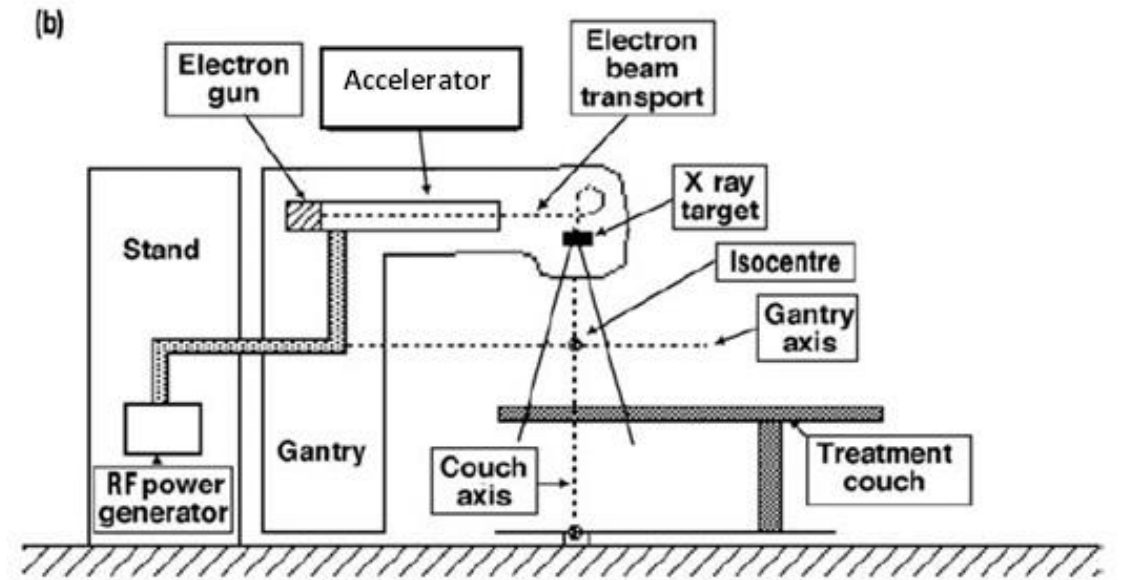 (b)
Electron
gun
Accelerator
Electron
beam
transport
X ray
target
Stand
Isocentre
Gantry
axis
Gantry
Couch
axis
Treatment
couch
RF power
generator